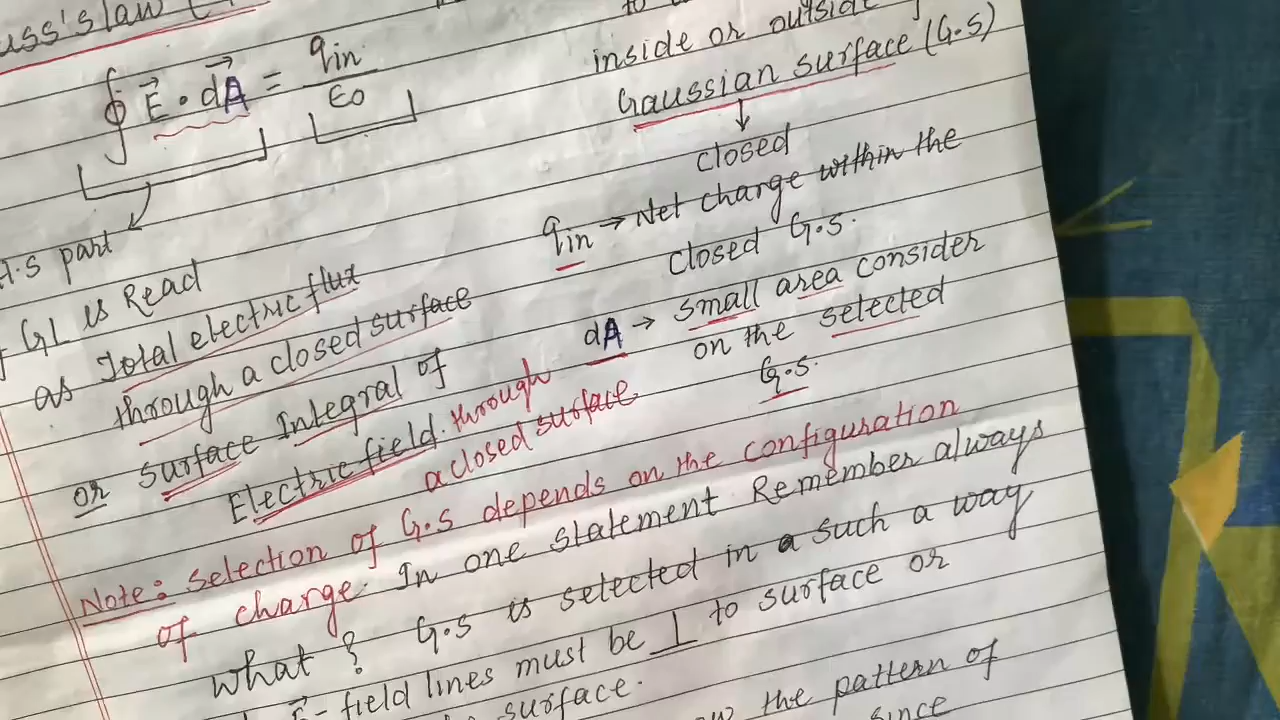 uss's law
∮ E⃗ · dA⃗ = qin / ε0
.s part
GL is Read
as Total electric flux
through a closed surface
or surface Integral of
Electric field. through
a closed surface
inside or outside
Gaussian surface (G.S)
↓
closed
qin → Net charge within the
closed G.S.
dA → small area consider
on the selected
G.S.
Note: Selection of G.S depends on the configuration
of charge. In one statement Remember always
what? G.S is selected in a such a way
E⃗ - field lines must be ⊥ to surface or
surface.
the pattern of
since